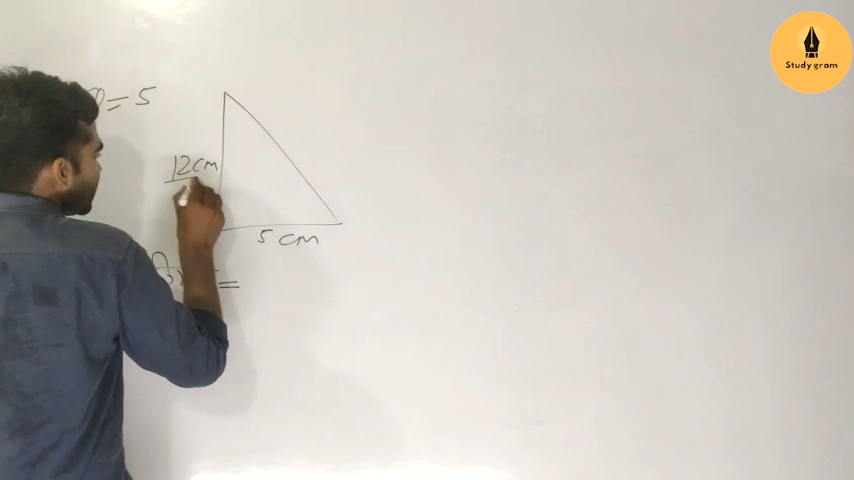 = 5
12cm
5 cm
=
Study gram